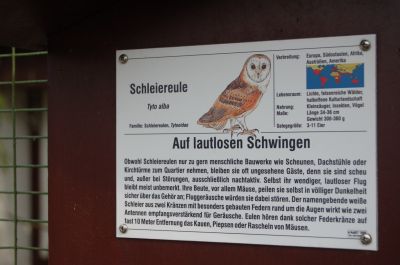 Schleiereule
Tyto alba
Familie: Schleiereulen, Tytonidae
Verbreitung: Europa, Südostasien, Afrika,
Australien, Amerika
Lebensraum: Lichte, felsenreiche Wälder,
halboffene Kulturlandschaft
Nahrung: Kleinsäuger, Insekten, Vögel
Maße: Länge 34-36 cm
Gewicht 300-360 g
Gelegegröße: 3-11 Eier
Auf lautlosen Schwingen
Obwohl Schleiereulen nur zu gern menschliche Bauwerke wie Scheunen, Dachstühle oder
Kirchtürme zum Quartier nehmen, bleiben sie oft ungesehene Gäste, denn sie sind scheu
und, außer bei Störungen, ausschließlich nachtaktiv. Selbst ihr wendiger, lautloser Flug
bleibt meist unbemerkt. Ihre Beute, vor allem Mäuse, peilen sie selbst in völliger Dunkelheit
sicher über das Gehör an; Fluggeräusche würden sie dabei stören. Der namengebende weiße
Schleier aus zwei Kränzen mit besonders gebauten Federn rund um die Augen wirkt wie zwei
Antennen empfangsverstärkend für Geräusche. Eulen hören dank solcher Federkränze auf
fast 10 Meter Entfernung das Kauen, Piepsen oder Rascheln von Mäusen.